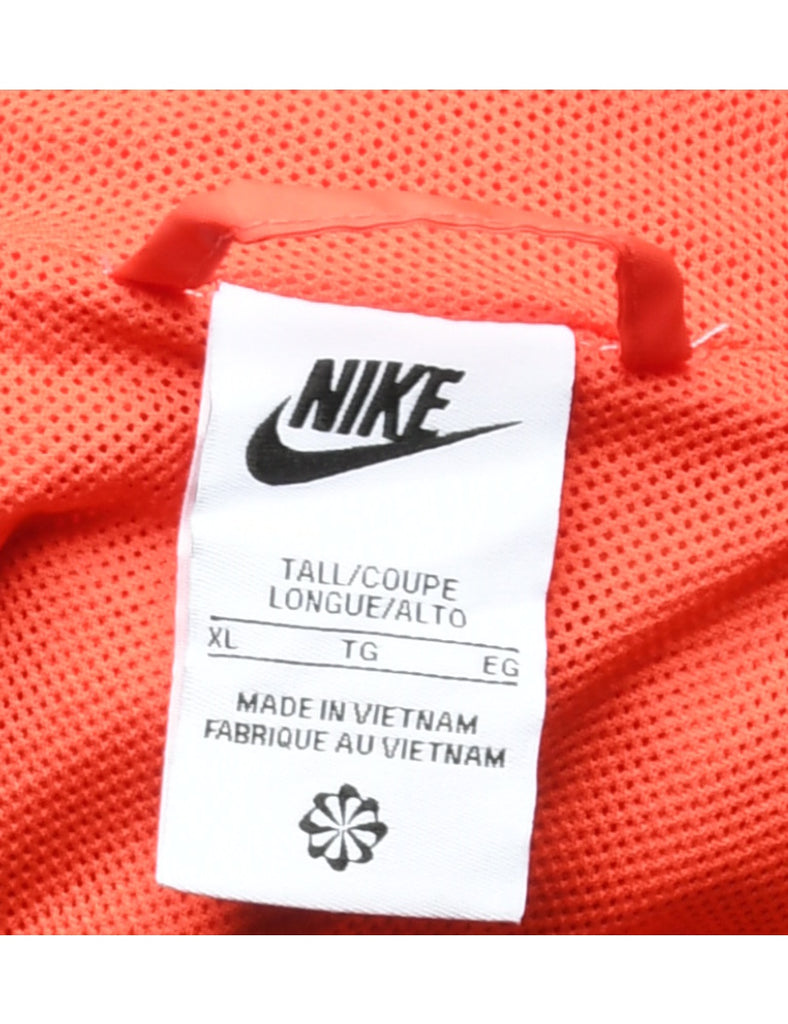 NIKE
TALL/COUPE
LONGUE/ALTO
XL TG EG
MADE IN VIETNAM
FABRIQUE AU VIETNAM